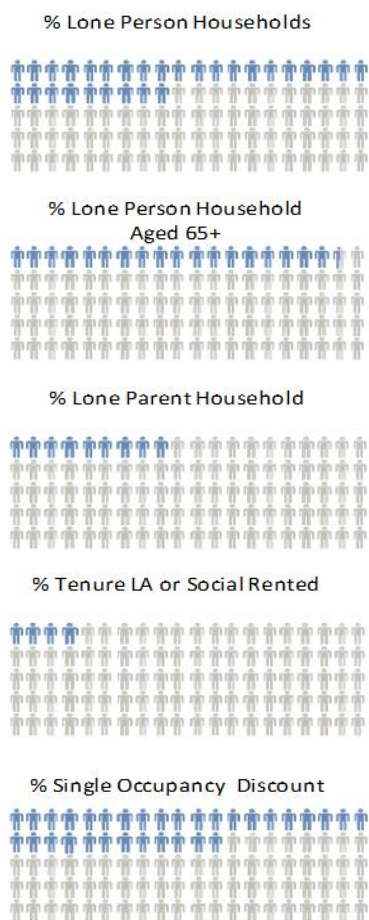 % Lone Person Households
% Lone Person Household
Aged 65+
% Lone Parent Household
% Tenure LA or Social Rented
% Single Occupancy Discount